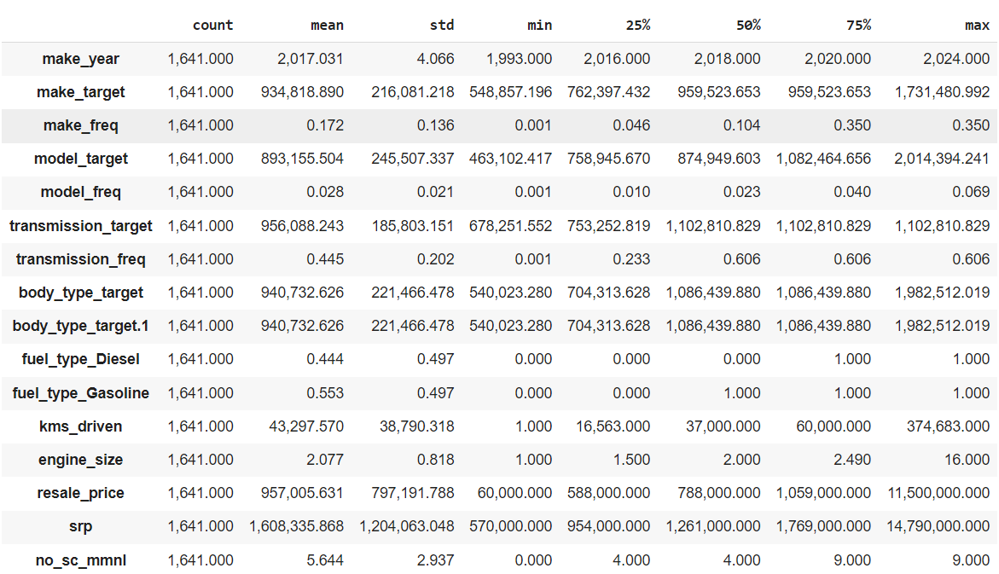 count mean std min 25% 50% 75% max
make_year 1,641.000 2,017.031 4.066 1,993.000 2,016.000 2,018.000 2,020.000 2,024.000
make_target 1,641.000 934,818.890 216,081.218 548,857.196 762,397.432 959,523.653 959,523.653 1,731,480.992
make_freq 1,641.000 0.172 0.136 0.001 0.046 0.104 0.350 0.350
model_target 1,641.000 893,155.504 245,507.337 463,102.417 758,945.670 874,949.603 1,082,464.656 2,014,394.241
model_freq 1,641.000 0.028 0.021 0.001 0.010 0.023 0.040 0.069
transmission_target 1,641.000 956,088.243 185,803.151 678,251.552 753,252.819 1,102,810.829 1,102,810.829 1,102,810.829
transmission_freq 1,641.000 0.445 0.202 0.001 0.233 0.606 0.606 0.606
body_type_target 1,641.000 940,732.626 221,466.478 540,023.280 704,313.628 1,086,439.880 1,086,439.880 1,982,512.019
body_type_target.1 1,641.000 940,732.626 221,466.478 540,023.280 704,313.628 1,086,439.880 1,086,439.880 1,982,512.019
fuel_type_Diesel 1,641.000 0.444 0.497 0.000 0.000 0.000 1.000 1.000
fuel_type_Gasoline 1,641.000 0.553 0.497 0.000 0.000 1.000 1.000 1.000
kms_driven 1,641.000 43,297.570 38,790.318 1.000 16,563.000 37,000.000 60,000.000 374,683.000
engine_size 1,641.000 2.077 0.818 1.000 1.500 2.000 2.490 16.000
resale_price 1,641.000 957,005.631 797,191.788 60,000.000 588,000.000 788,000.000 1,059,000.000 11,500,000.000
srp 1,641.000 1,608,335.868 1,204,063.048 570,000.000 954,000.000 1,261,000.000 1,769,000.000 14,790,000.000
no_sc_mmnl 1,641.000 5.644 2.937 0.000 4.000 4.000 9.000 9.000